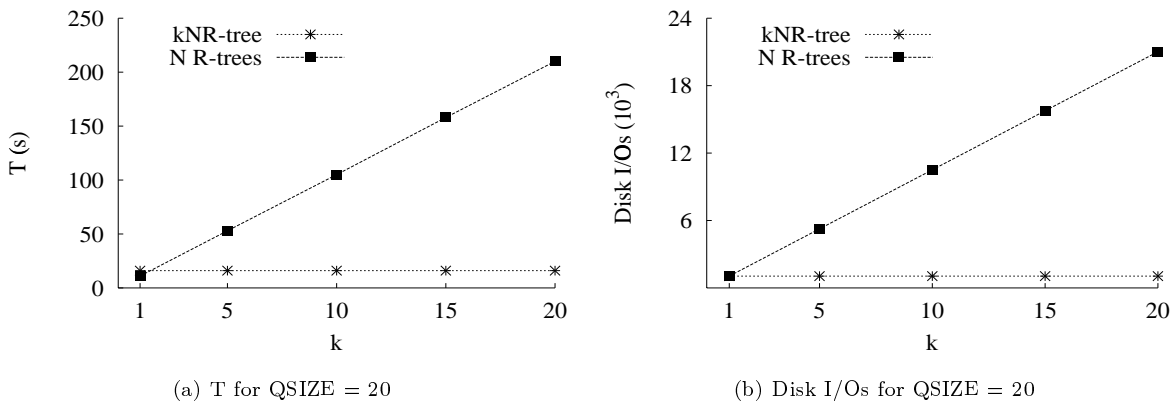 kNR-tree
N R-trees
250
200
150
100
50
0
T (s)
1 5 10 15 20
k
(a) T for QSIZE = 20
kNR-tree
N R-trees
24
18
12
6
Disk I/Os (10^3)
1 5 10 15 20
k
(b) Disk I/Os for QSIZE = 20